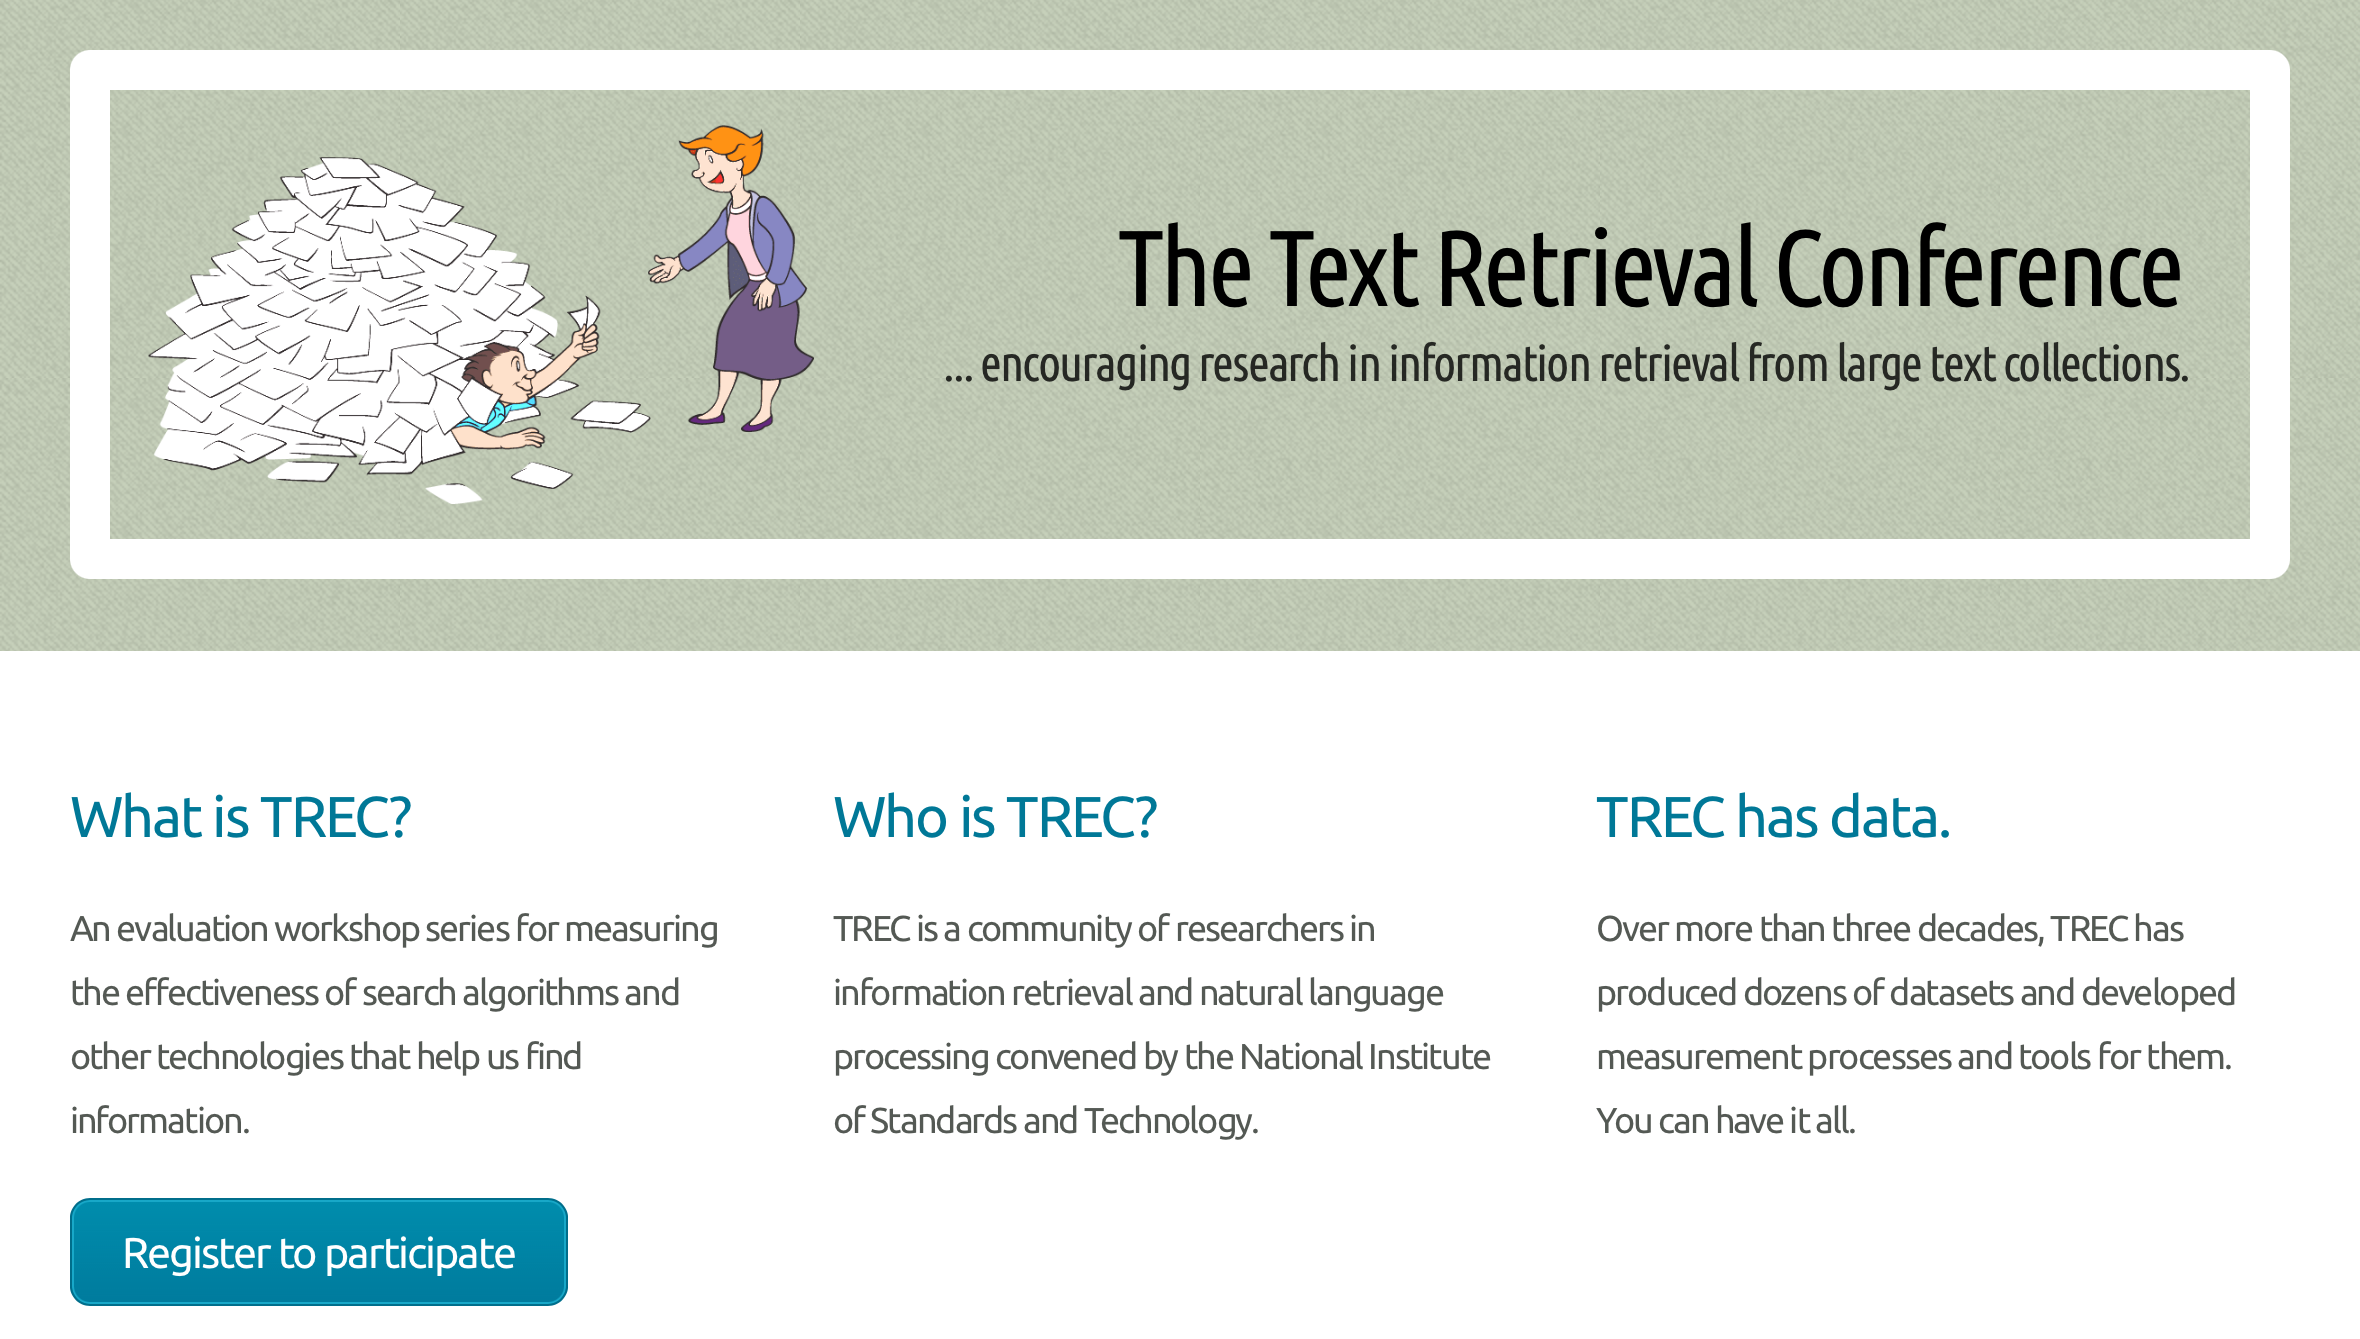 The Text Retrieval Conference
... encouraging research in information retrieval from large text collections.
What is TREC?
An evaluation workshop series for measuring
the effectiveness of search algorithms and
other technologies that help us find
information.
Register to participate
Who is TREC?
TREC is a community of researchers in
information retrieval and natural language
processing convened by the National Institute
of Standards and Technology.
TREC has data.
Over more than three decades, TREC has
produced dozens of datasets and developed
measurement processes and tools for them.
You can have it all.